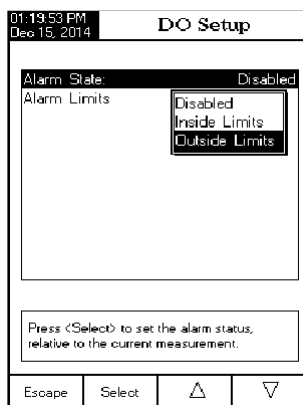 01:19:53 PM
Dec 15, 2014
DO Setup
Alarm State: Disabled
Alarm Limits
Disabled
Inside Limits
Outside Limits
Press <Select> to set the alarm status,
relative to the current measurement.
Escape Select △ ▽